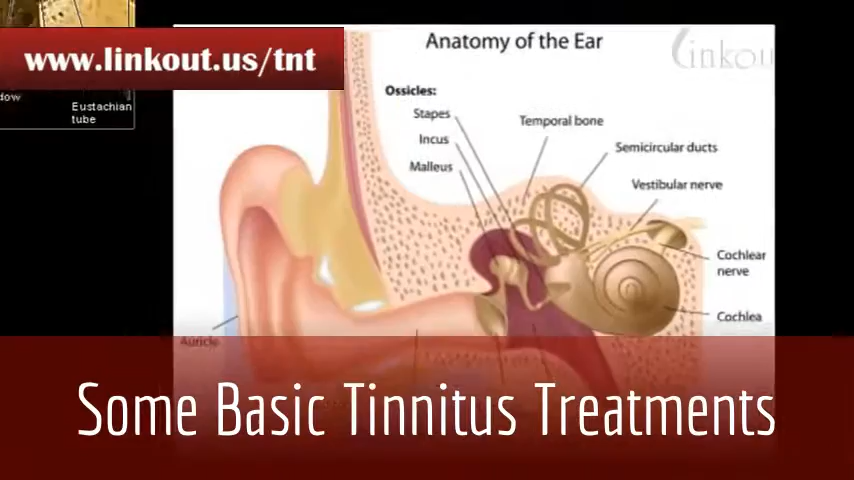 www.linkout.us/tnt
Eustachian
tube
Anatomy of the Ear
Linkou
Ossicles:
Stapes
Incus
Malleus
Temporal bone
Semicircular ducts
Vestibular nerve
Cochlear
nerve
Cochlea
Auricle
Some Basic Tinnitus Treatments